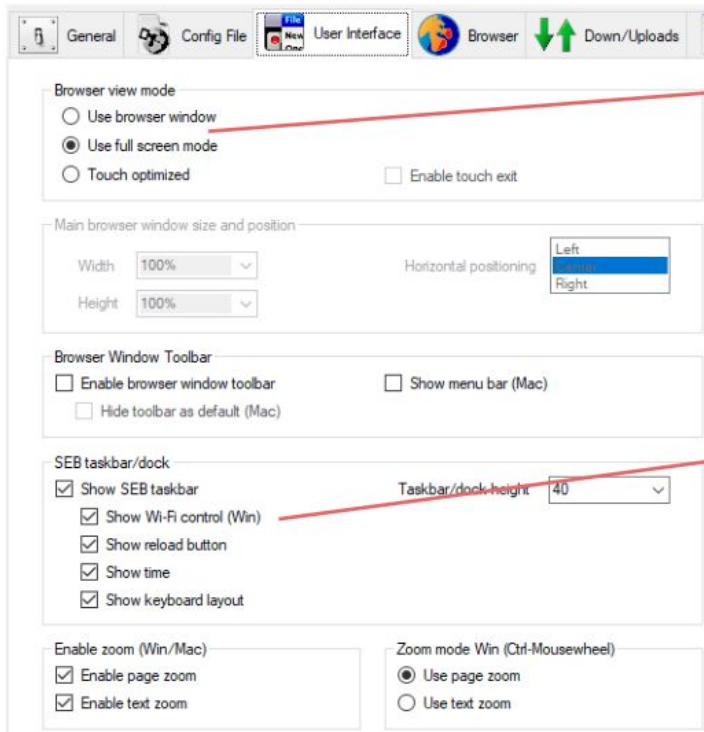 General Config File User Interface Browser Down/Uploads
File
New
One
Browser view mode
Use browser window
Use full screen mode
Touch optimized Enable touch exit
Main browser window size and position
Left
Width 100% Horizontal positioning Center
Right
Height 100%
Browser Window Toolbar
Enable browser window toolbar Show menu bar (Mac)
Hide toolbar as default (Mac)
SEB taskbar/dock
Show SEB taskbar Taskbar/dock height 40
Show Wi-Fi control (Win)
Show reload button
Show time
Show keyboard layout
Enable zoom (Win/Mac) Zoom mode Win (Ctrl-Mousewheel)
Enable page zoom Use page zoom
Enable text zoom Use text zoom